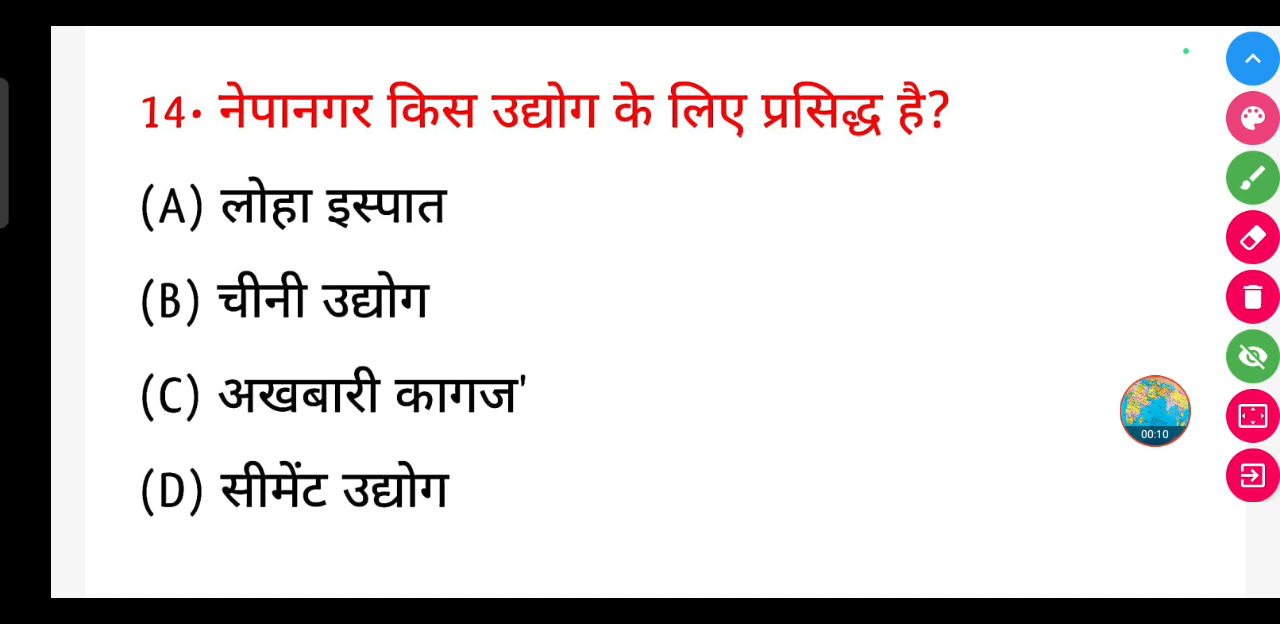 14. नेपानगर किस उद्योग के लिए प्रसिद्ध है?
(A) लोहा इस्पात
(B) चीनी उद्योग
(C) अखबारी कागज'
(D) सीमेंट उद्योग
00:10